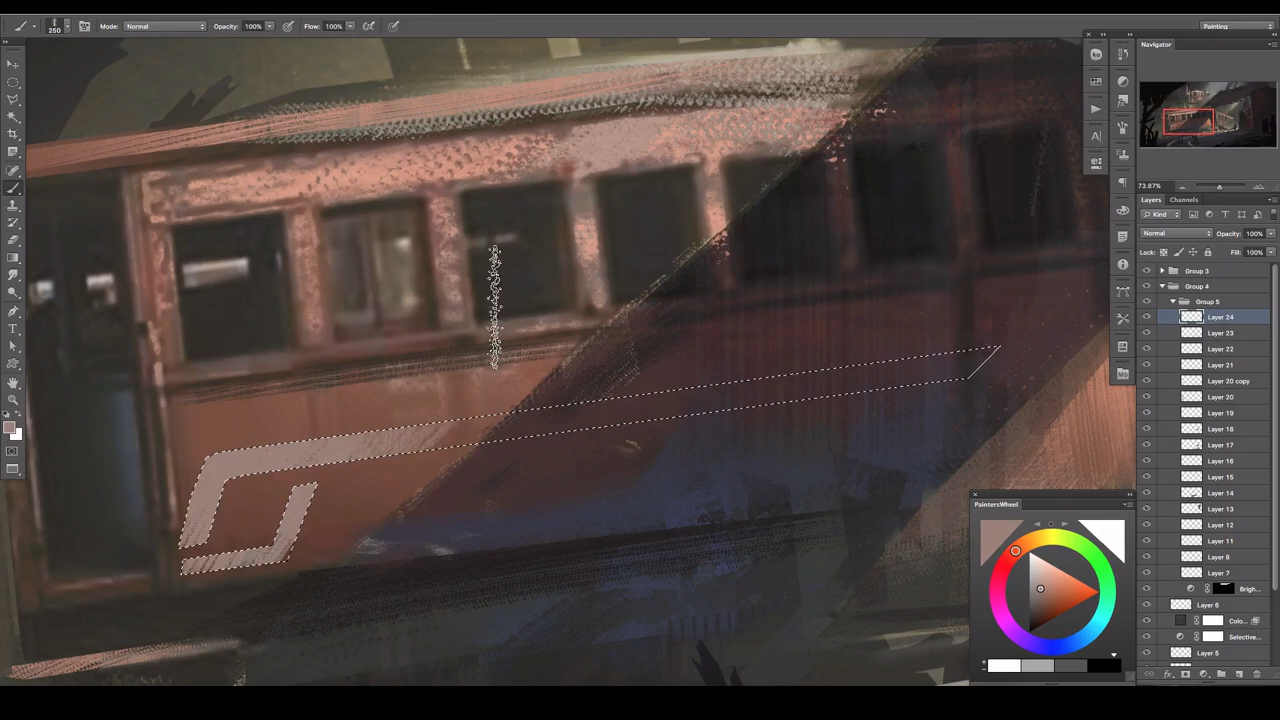 250
Mode: Normal
Opacity: 100%
Flow: 100%
Painting
Navigator
73.87%
Layers Channels
Kind
Normal
Opacity: 100%
Lock:
Fill: 100%
Group 3
Group 4
Group 5
Layer 24
Layer 23
Layer 22
Layer 21
Layer 20 copy
Layer 20
Layer 19
Layer 18
Layer 17
Layer 16
Layer 15
Layer 14
Layer 13
Layer 12
Layer 11
Layer 8
Layer 7
Brigh...
Layer 6
Colo...
Selective...
Layer 5
PaintersWheel
Mb